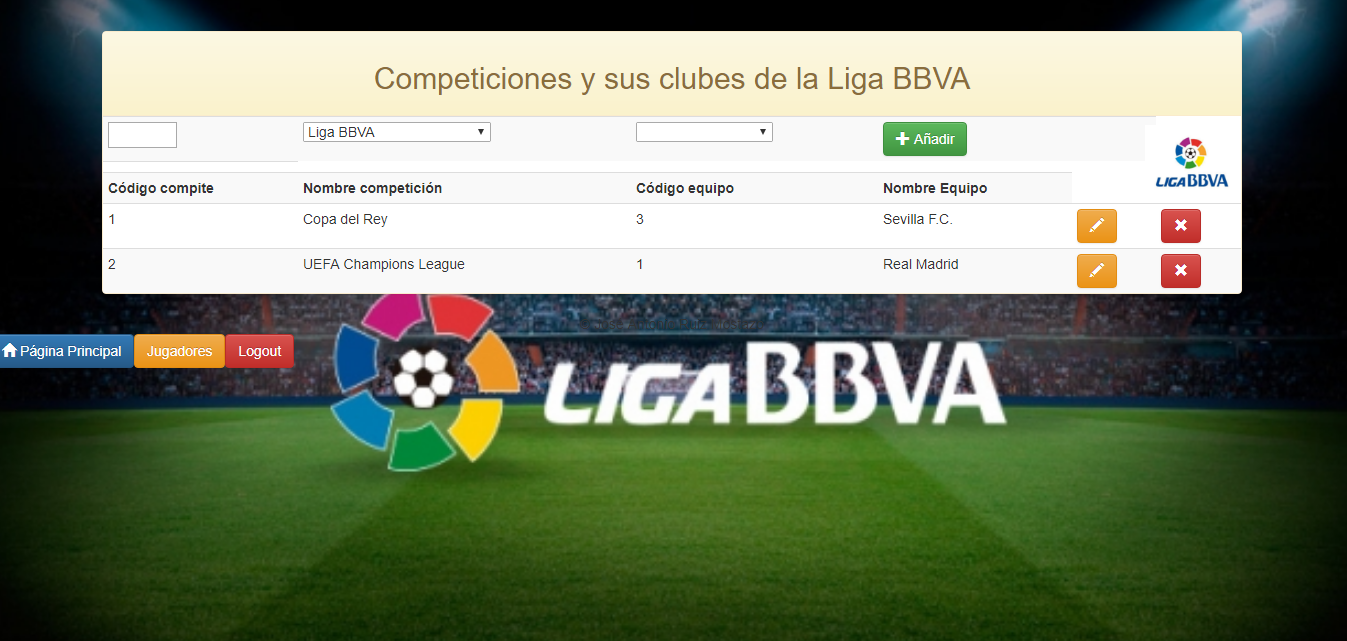 Competiciones y sus clubes de la Liga BBVA
Liga BBVA
Añadir
LIGA BBVA
Código compite
Nombre competición
Código equipo
Nombre Equipo
1
Copa del Rey
3
Sevilla F.C.
2
UEFA Champions League
1
Real Madrid
Página Principal
Jugadores
Logout
LIGA BBVA